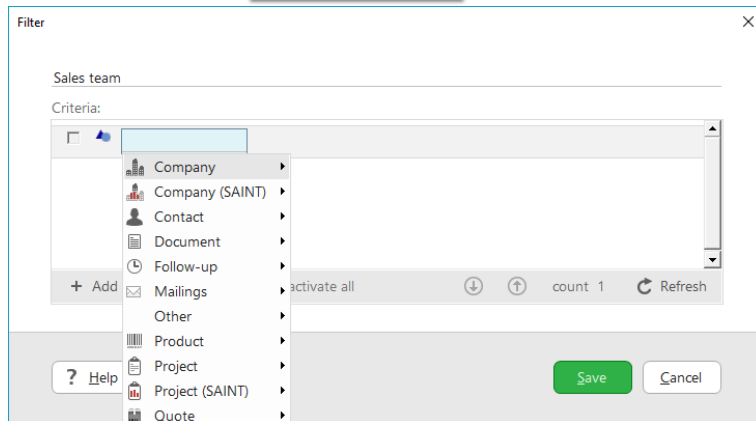 Filter
Sales team
Criteria:
Company
Company (SAINT)
Contact
Document
Follow-up
Mailings
Other
Product
Project
Project (SAINT)
Quote
+ Add
activate all
count 1
Refresh
? Help
Save
Cancel